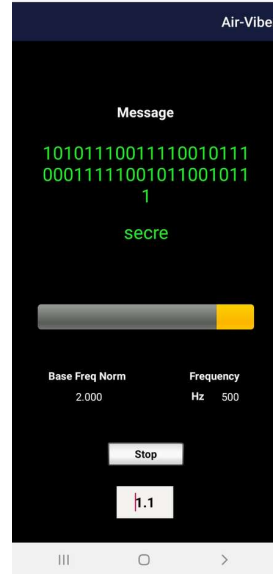 Air-Vibe
Message
10101110011110010111
00011111001011001011
1
secre
Base Freq Norm
Frequency
2.000
Hz 500
Stop
1.1